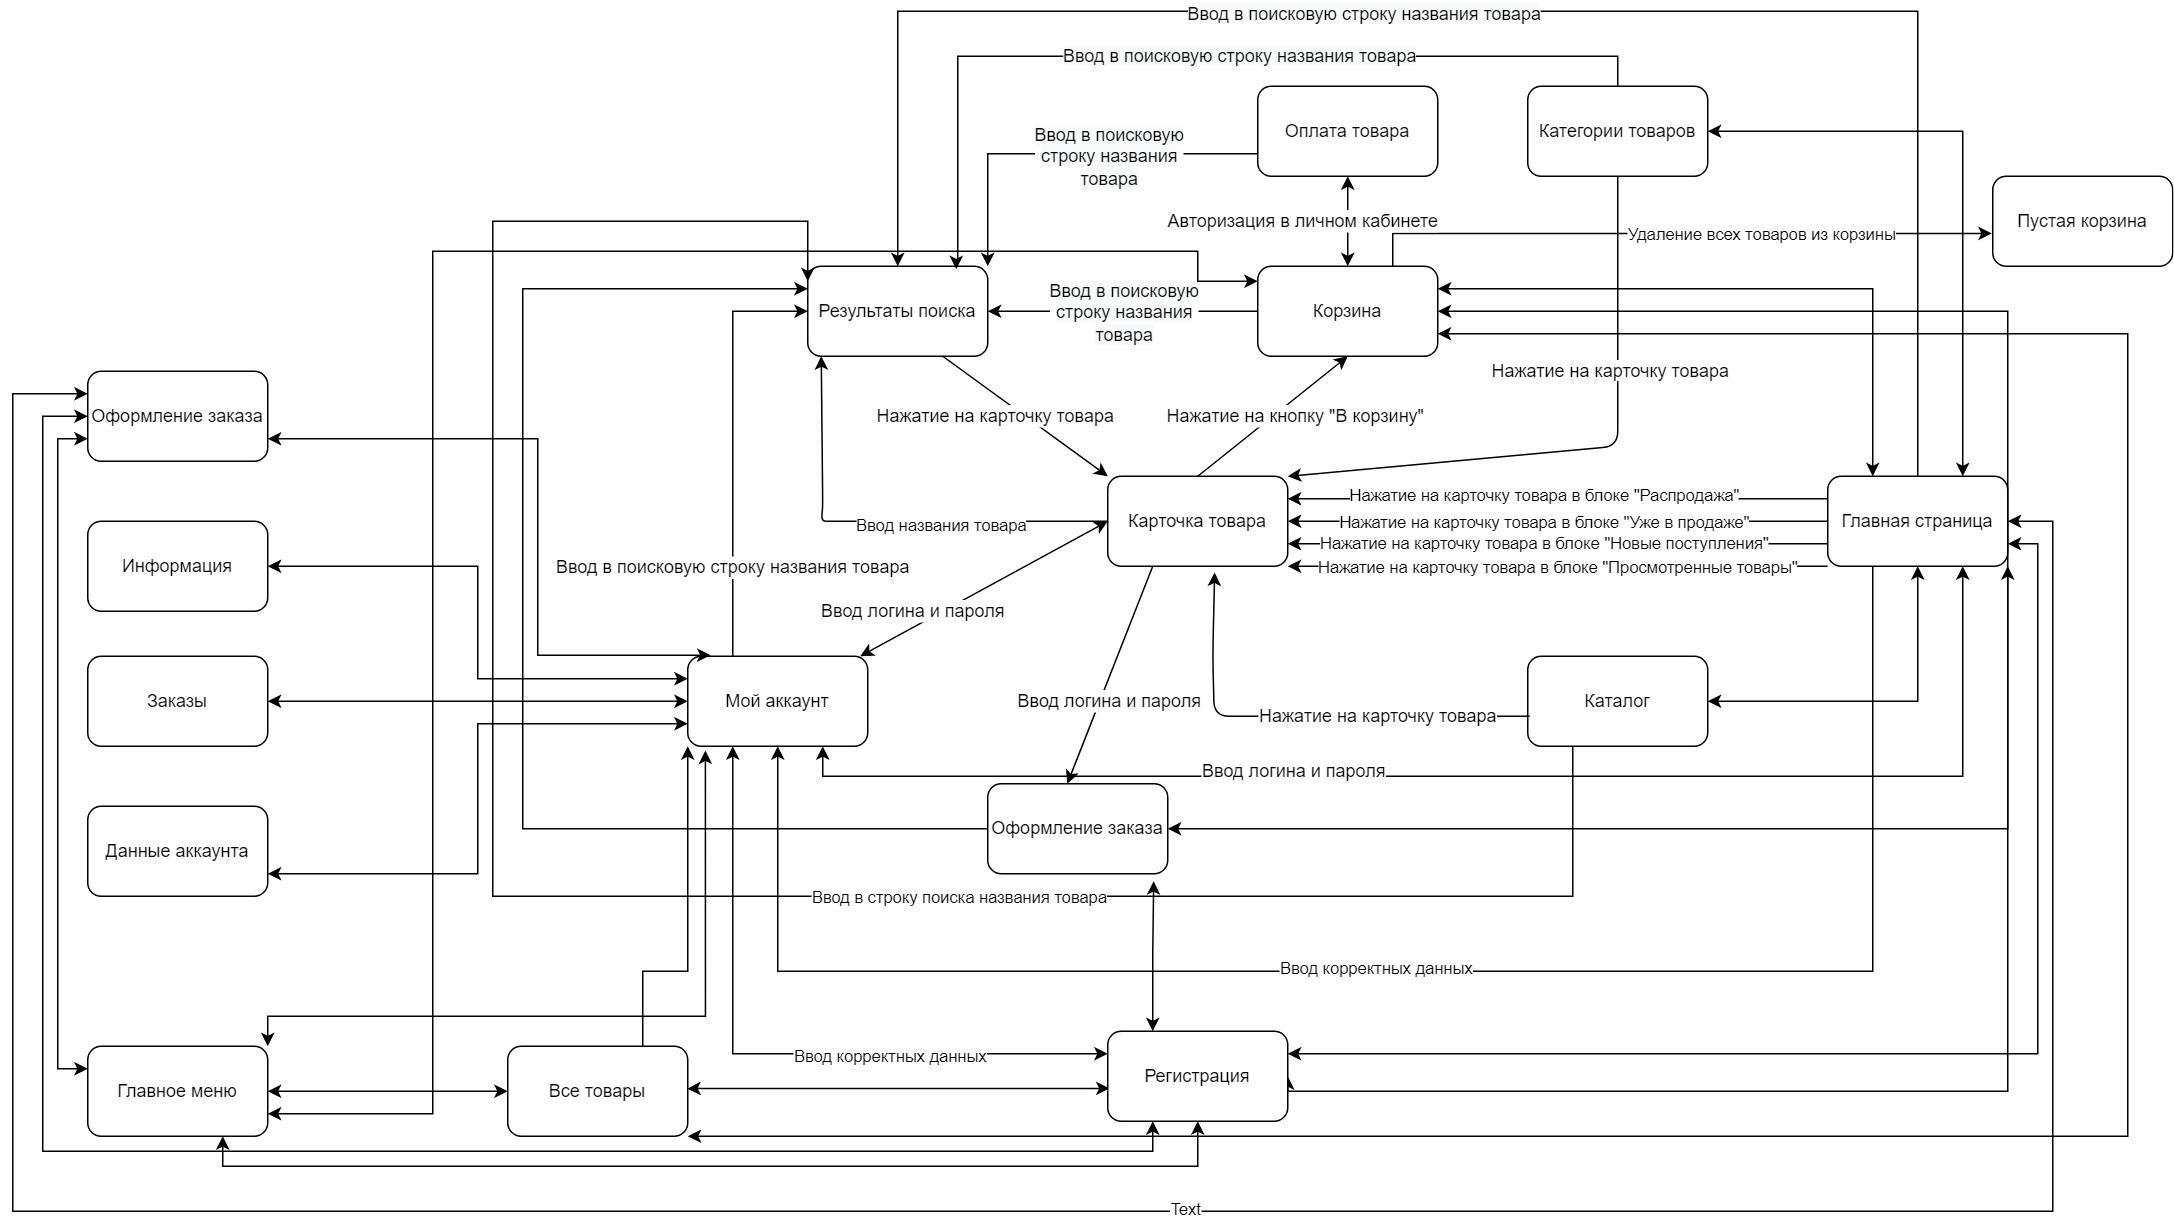 Ввод в поисковую строку названия товара
Ввод в поисковую строку названия товара
Оплата товара
Категории товаров
Ввод в поисковую
строку названия
товара
Авторизация в личном кабинете
Удаление всех товаров из корзины
Пустая корзина
Результаты поиска
Ввод в поисковую
строку названия
товара
Корзина
Нажатие на карточку товара
Оформление заказа
Нажатие на карточку товара
Нажатие на кнопку "В корзину"
Нажатие на карточку товара в блоке "Распродажа"
Ввод названия товара
Карточка товара
Нажатие на карточку товара в блоке "Уже в продаже"
Главная страница
Нажатие на карточку товара в блоке "Новые поступления"
Информация
Ввод в поисковую строку названия товара
Нажатие на карточку товара в блоке "Просмотренные товары"
Ввод логина и пароля
Заказы
Мой аккаунт
Ввод логина и пароля
Нажатие на карточку товара
Каталог
Ввод логина и пароля
Оформление заказа
Данные аккаунта
Ввод в строку поиска названия товара
Ввод корректных данных
Ввод корректных данных
Регистрация
Главное меню
Все товары
Text